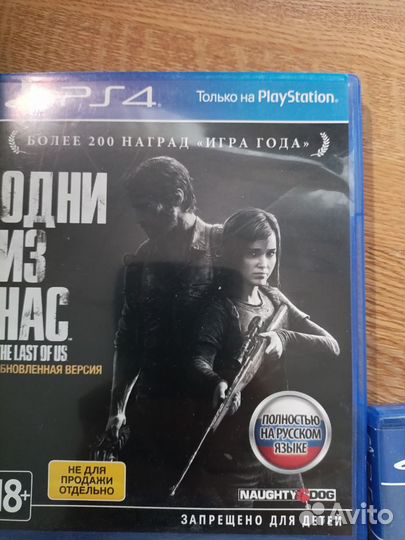 PS4
Только на PlayStation
БОЛЕЕ 200 НАГРАД «ИГРА ГОДА»
ОДНИ
ИЗ
НАС
THE LAST OF US
ОБНОВЛЕННАЯ ВЕРСИЯ
ПОЛНОСТЬЮ
НА РУССКОМ
ЯЗЫКЕ
НЕ ДЛЯ
ПРОДАЖИ
ОТДЕЛЬНО
18+
NAUGHTY DOG
ЗАПРЕЩЕНО ДЛЯ ДЕТЕЙ
Avito